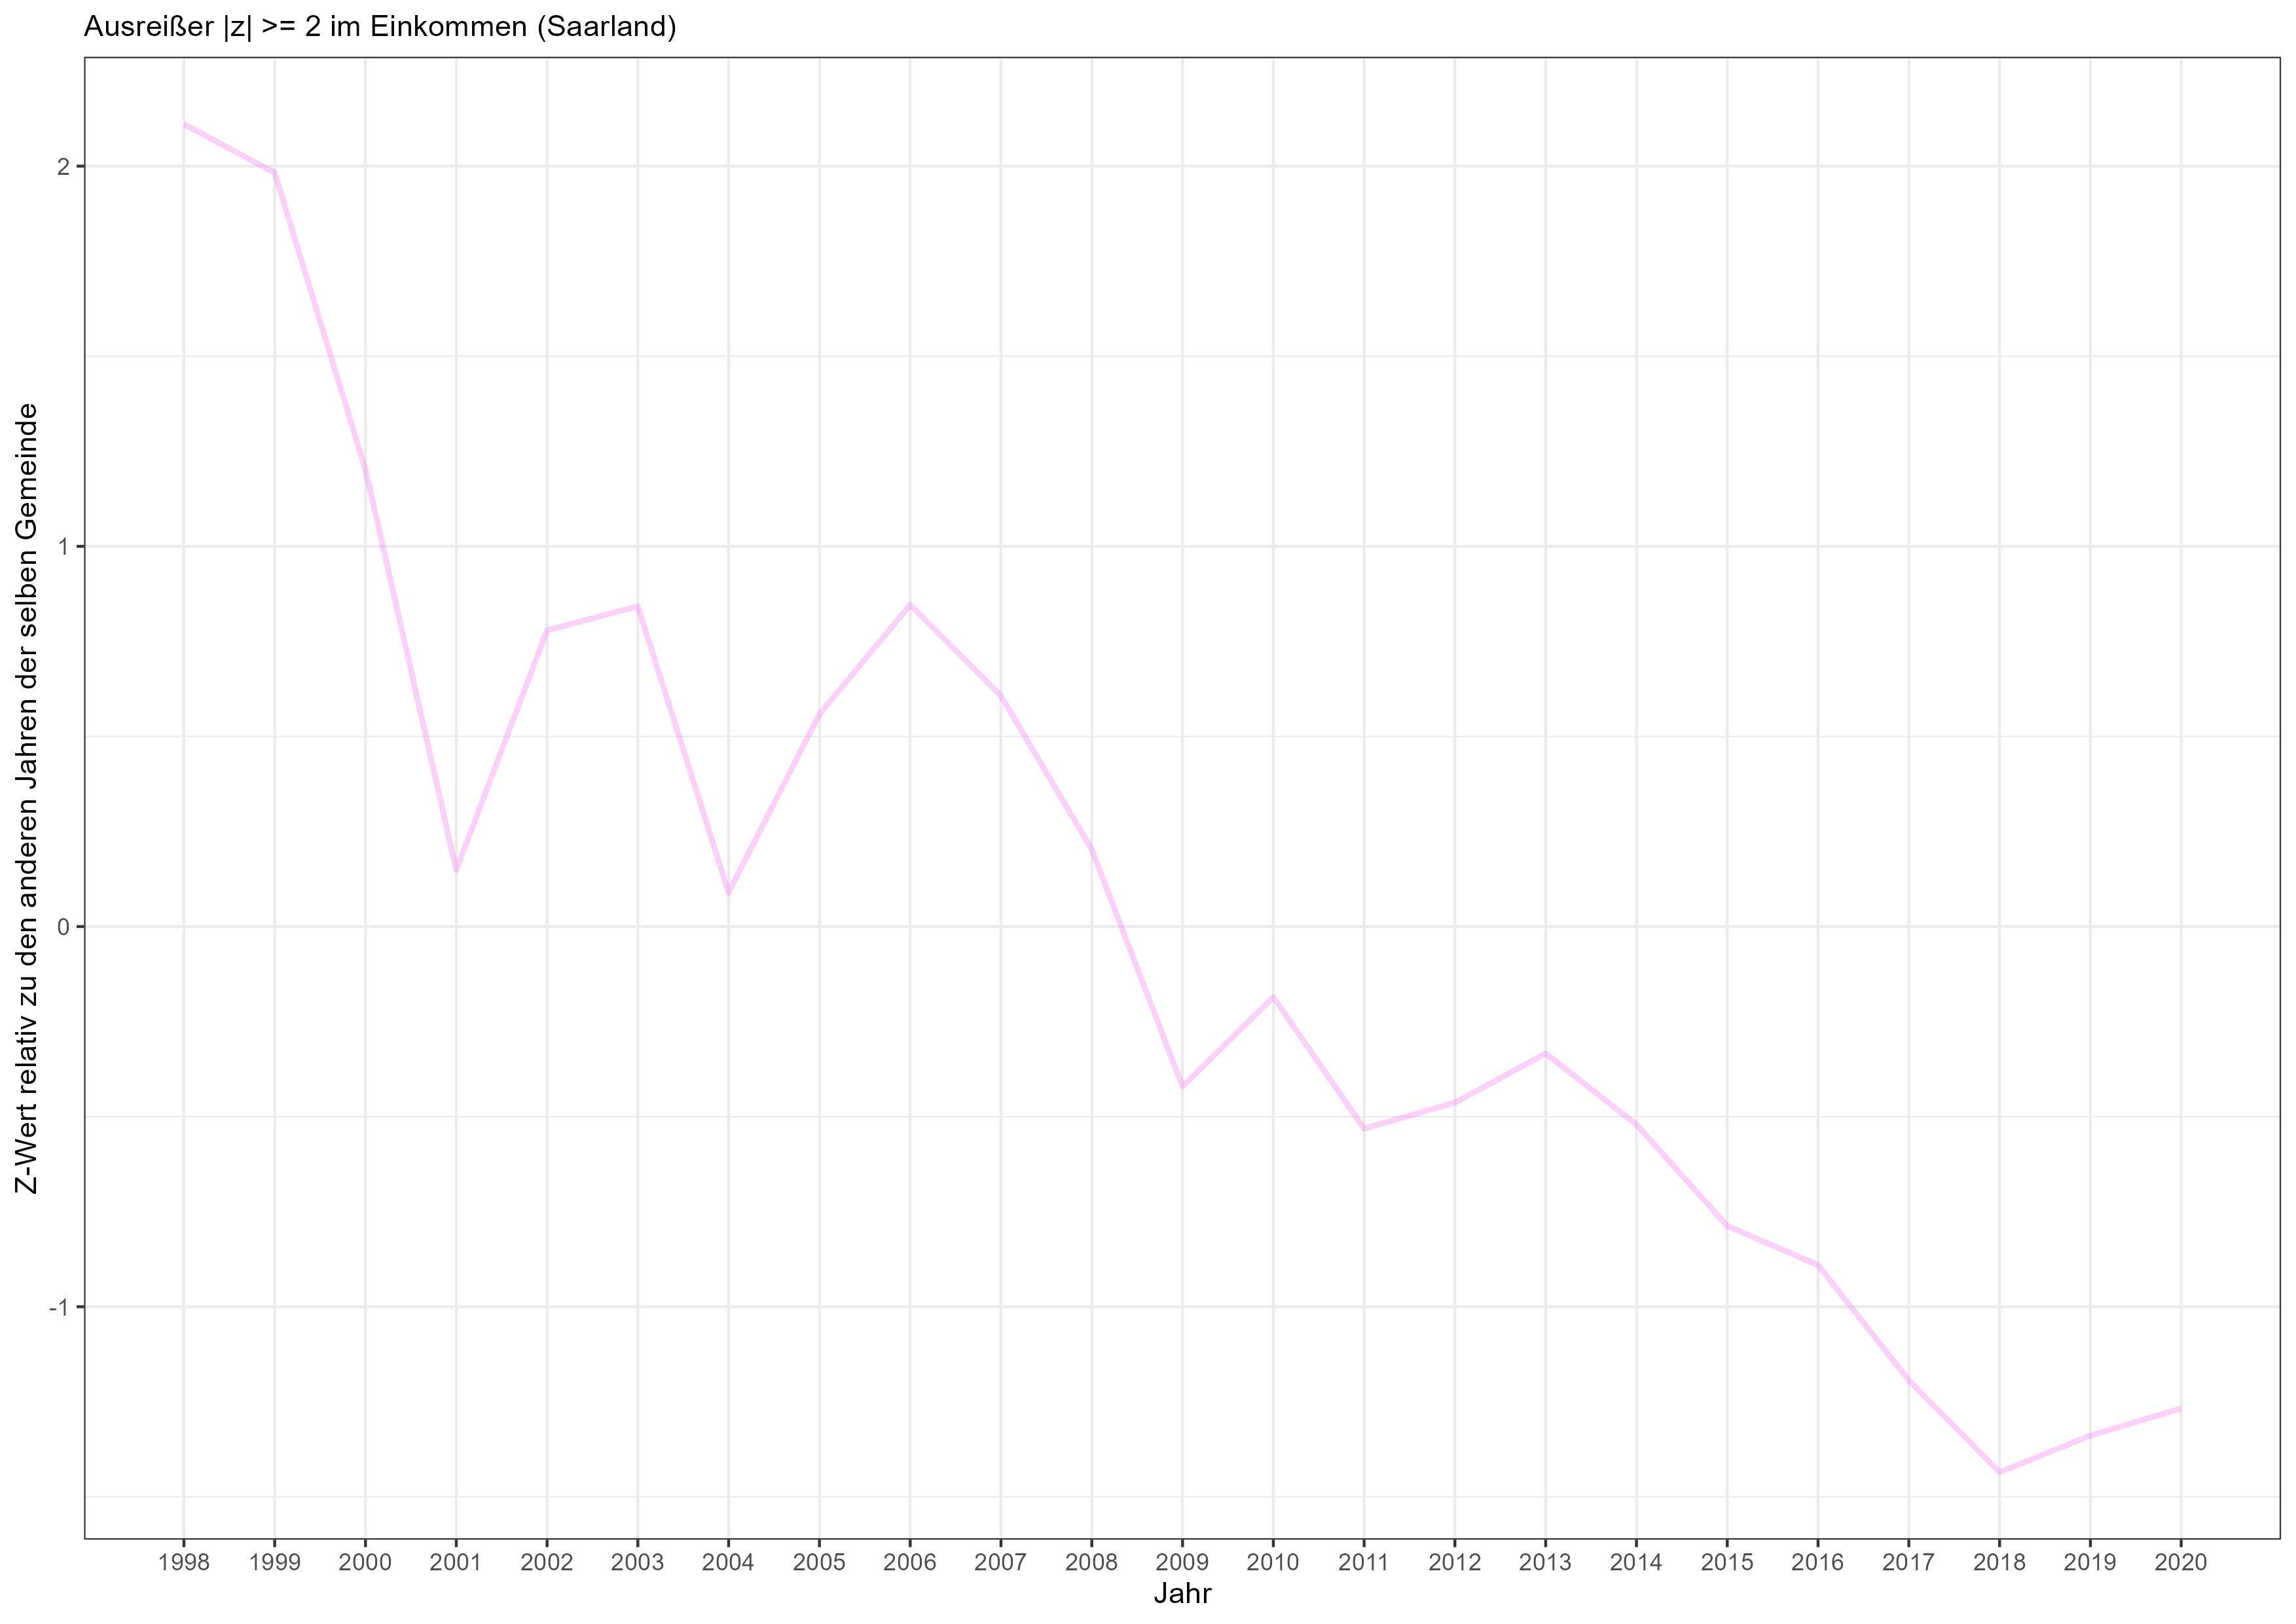 Ausreißer |z| >= 2 im Einkommen (Saarland)
Z-Wert relativ zu den anderen Jahren der selben Gemeinde
2
1
0
-1
1998 1999 2000 2001 2002 2003 2004 2005 2006 2007 2008 2009 2010 2011 2012 2013 2014 2015 2016 2017 2018 2019 2020
Jahr